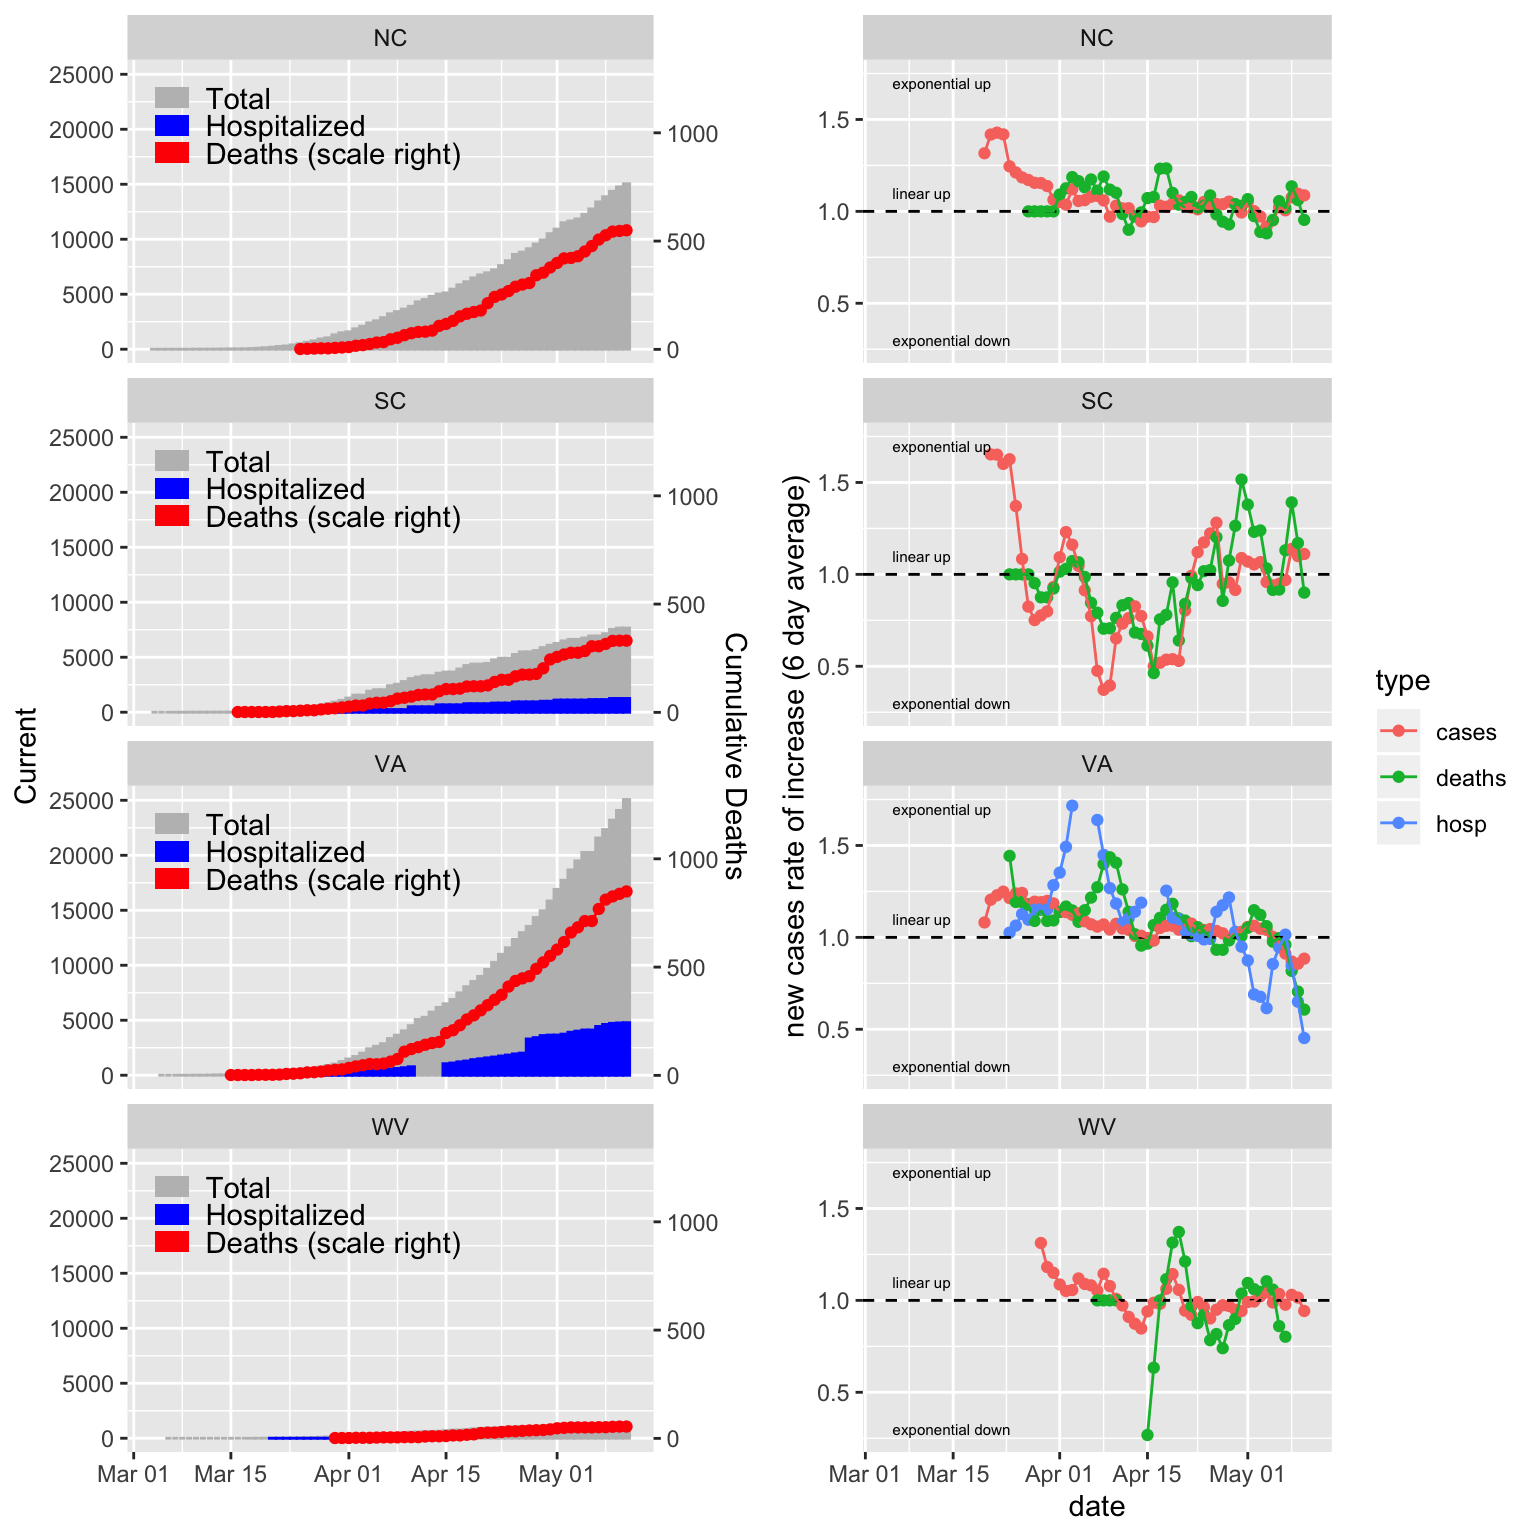 NC
25000
20000
15000
10000
5000
0
1000
500
0
Total
Hospitalized
Deaths (scale right)
SC
25000
20000
15000
10000
5000
0
1000
500
0
Total
Hospitalized
Deaths (scale right)
VA
25000
20000
15000
10000
5000
0
1000
500
0
Total
Hospitalized
Deaths (scale right)
WV
25000
20000
15000
10000
5000
0
1000
500
0
Total
Hospitalized
Deaths (scale right)
Mar 01 Mar 15 Apr 01 Apr 15 May 01
Current
Cumulative Deaths
NC
1.5
1.0
0.5
exponential up
linear up
exponential down
SC
1.5
1.0
0.5
exponential up
linear up
exponential down
VA
1.5
1.0
0.5
exponential up
linear up
exponential down
WV
1.5
1.0
0.5
exponential up
linear up
exponential down
Mar 01 Mar 15 Apr 01 Apr 15 May 01
date
new cases rate of increase (6 day average)
type
cases
deaths
hosp